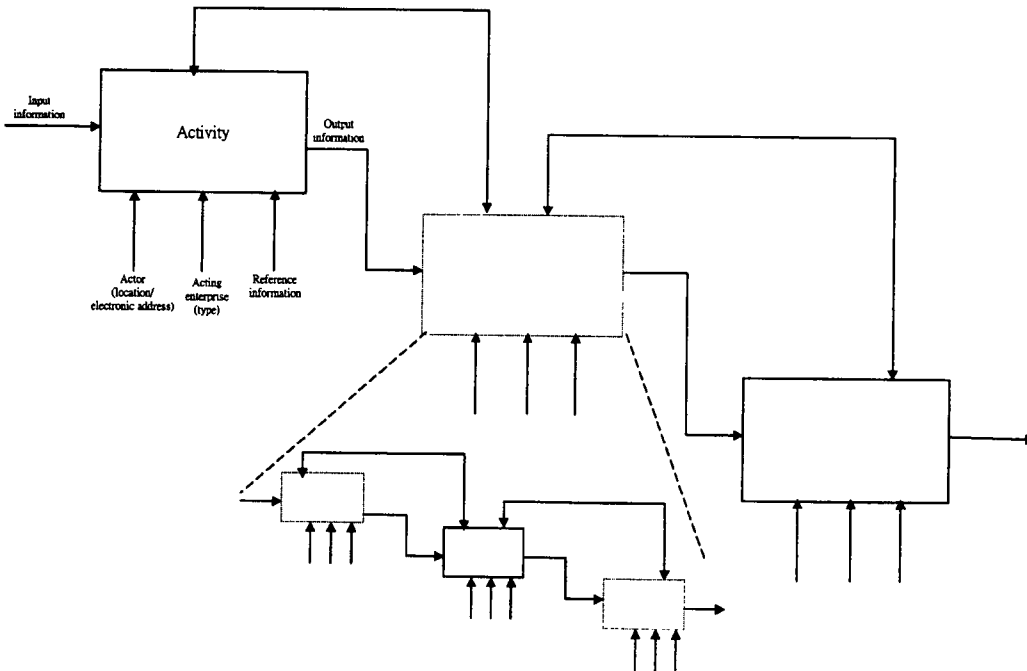 Input
information
Activity
Output
information
Actor
(location/
electronic address)
Acting
enterprise
(type)
Reference
information